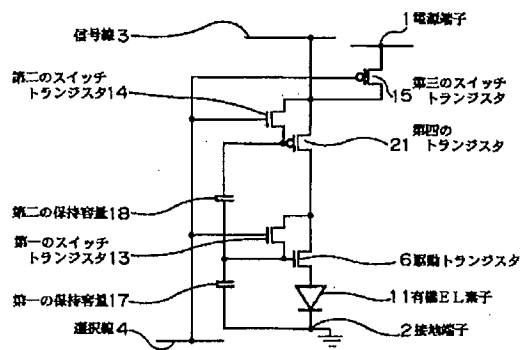 信号線3
1電源端子
第二のスイッチ
トランジスタ14
第三のスイッチ
15 トランジスタ
第四の
21 トランジスタ
第二の保持容量18
第一のスイッチ
トランジスタ13
6駆動トランジスタ
第一の保持容量17
11有機EL素子
選択線4
2接地端子